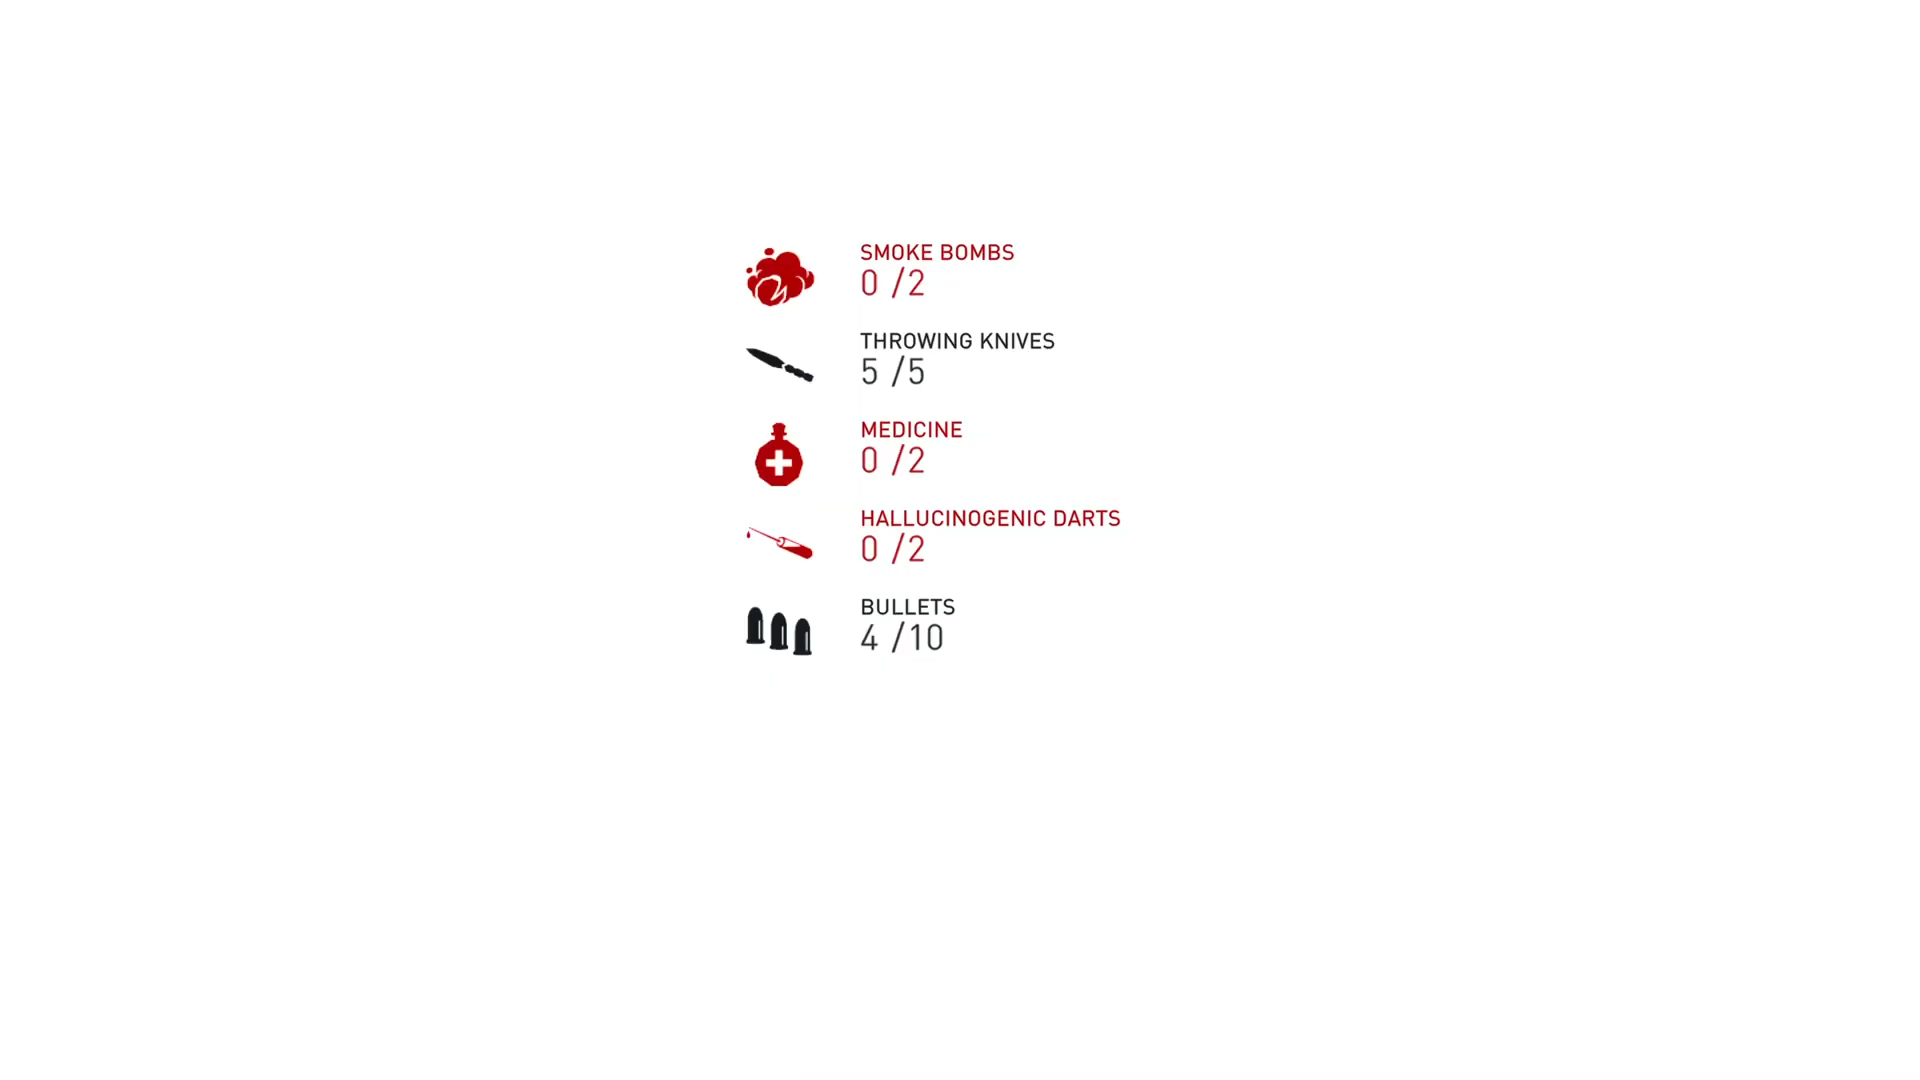 SMOKE BOMBS
0 /2
THROWING KNIVES
5 /5
MEDICINE
0 /2
HALLUCINOGENIC DARTS
0 /2
BULLETS
4 /10